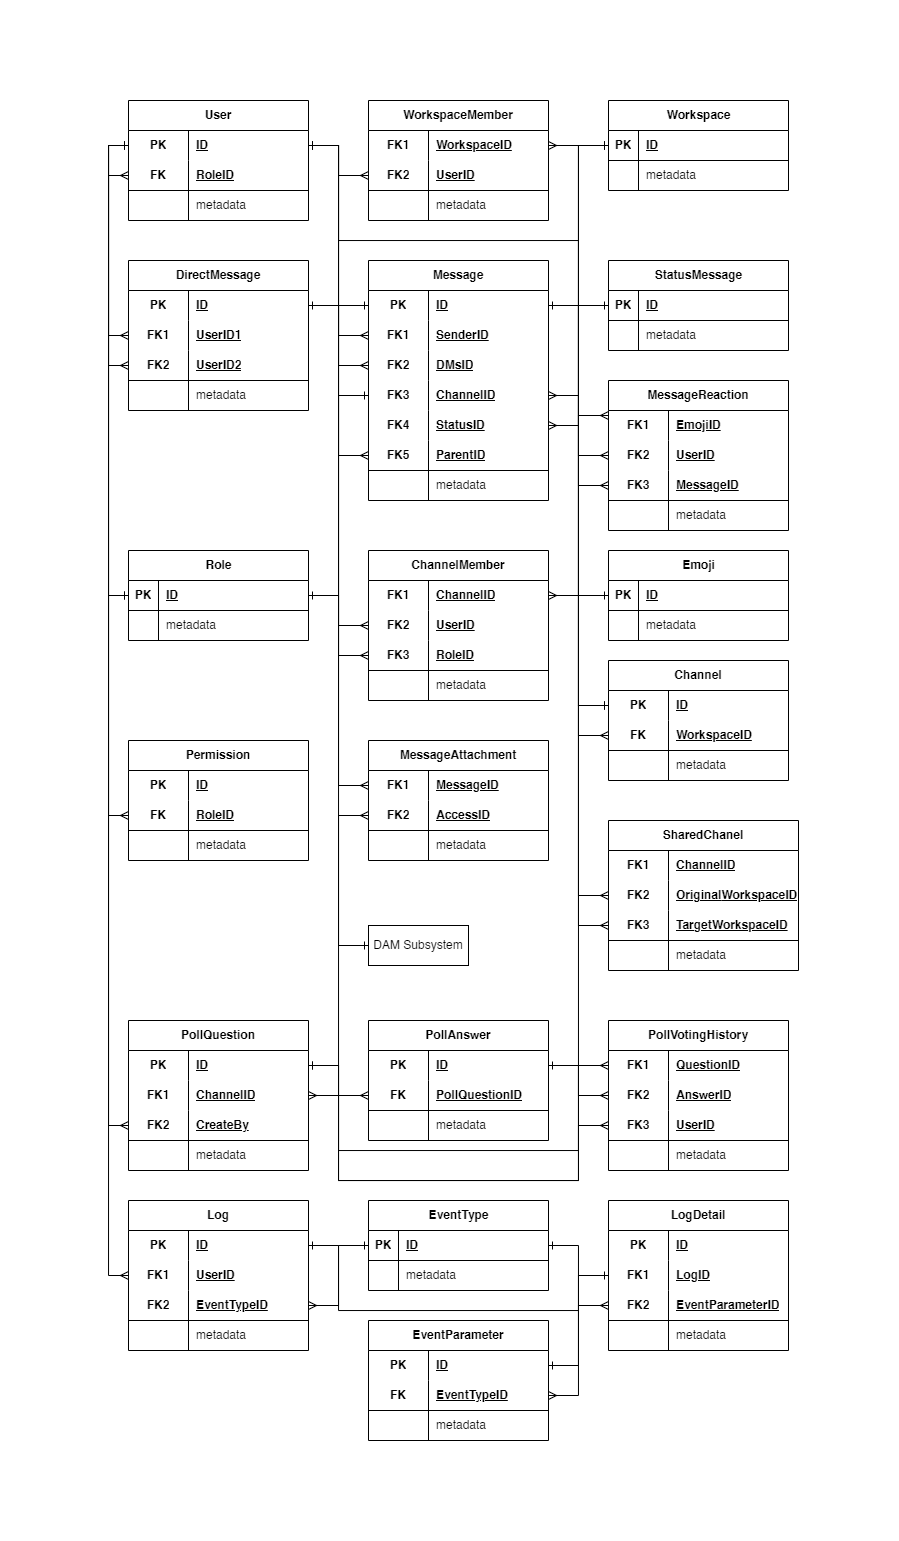 User
PK ID
FK RoleID
metadata
WorkspaceMember
FK1 WorkspaceID
FK2 UserID
metadata
Workspace
PK ID
metadata
DirectMessage
PK ID
FK1 UserID1
FK2 UserID2
metadata
Message
PK ID
FK1 SenderID
FK2 DMsID
FK3 ChannelID
FK4 StatusID
FK5 ParentID
metadata
StatusMessage
PK ID
metadata
MessageReaction
FK1 EmojiID
FK2 UserID
FK3 MessageID
metadata
Role
PK ID
metadata
ChannelMember
FK1 ChannelID
FK2 UserID
FK3 RoleID
metadata
Emoji
PK ID
metadata
Channel
PK ID
FK WorkspaceID
metadata
Permission
PK ID
FK RoleID
metadata
MessageAttachment
FK1 MessageID
FK2 AccessID
metadata
SharedChanel
FK1 ChannelID
FK2 OriginalWorkspaceID
FK3 TargetWorkspaceID
metadata
DAM Subsystem
PollQuestion
PK ID
FK1 ChannelID
FK2 CreateBy
metadata
PollAnswer
PK ID
FK PollQuestionID
metadata
PollVotingHistory
FK1 QuestionID
FK2 AnswerID
FK3 UserID
metadata
Log
PK ID
FK1 UserID
FK2 EventTypeID
metadata
EventType
PK ID
metadata
LogDetail
PK ID
FK1 LogID
FK2 EventParameterID
metadata
EventParameter
PK ID
FK EventTypeID
metadata